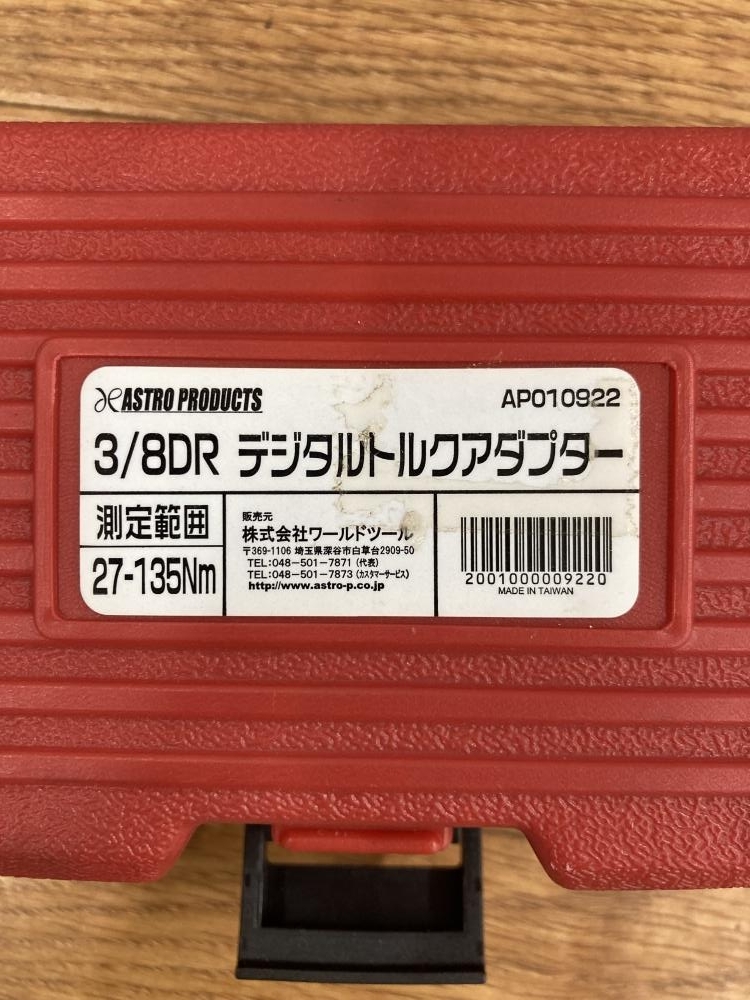 ASTRO PRODUCTS
AP010922
3/8DR デジタルトルクアダプター
測定範囲
27-135Nm
販売元
株式会社ワールドツール
〒369-1106 埼玉県深谷市白草台2909-50
TEL:048-501-7871 (代表)
TEL:048-501-7873 (カスタマーサービス)
http://www.astro-p.co.jp
2001000009220
MADE IN TAIWAN